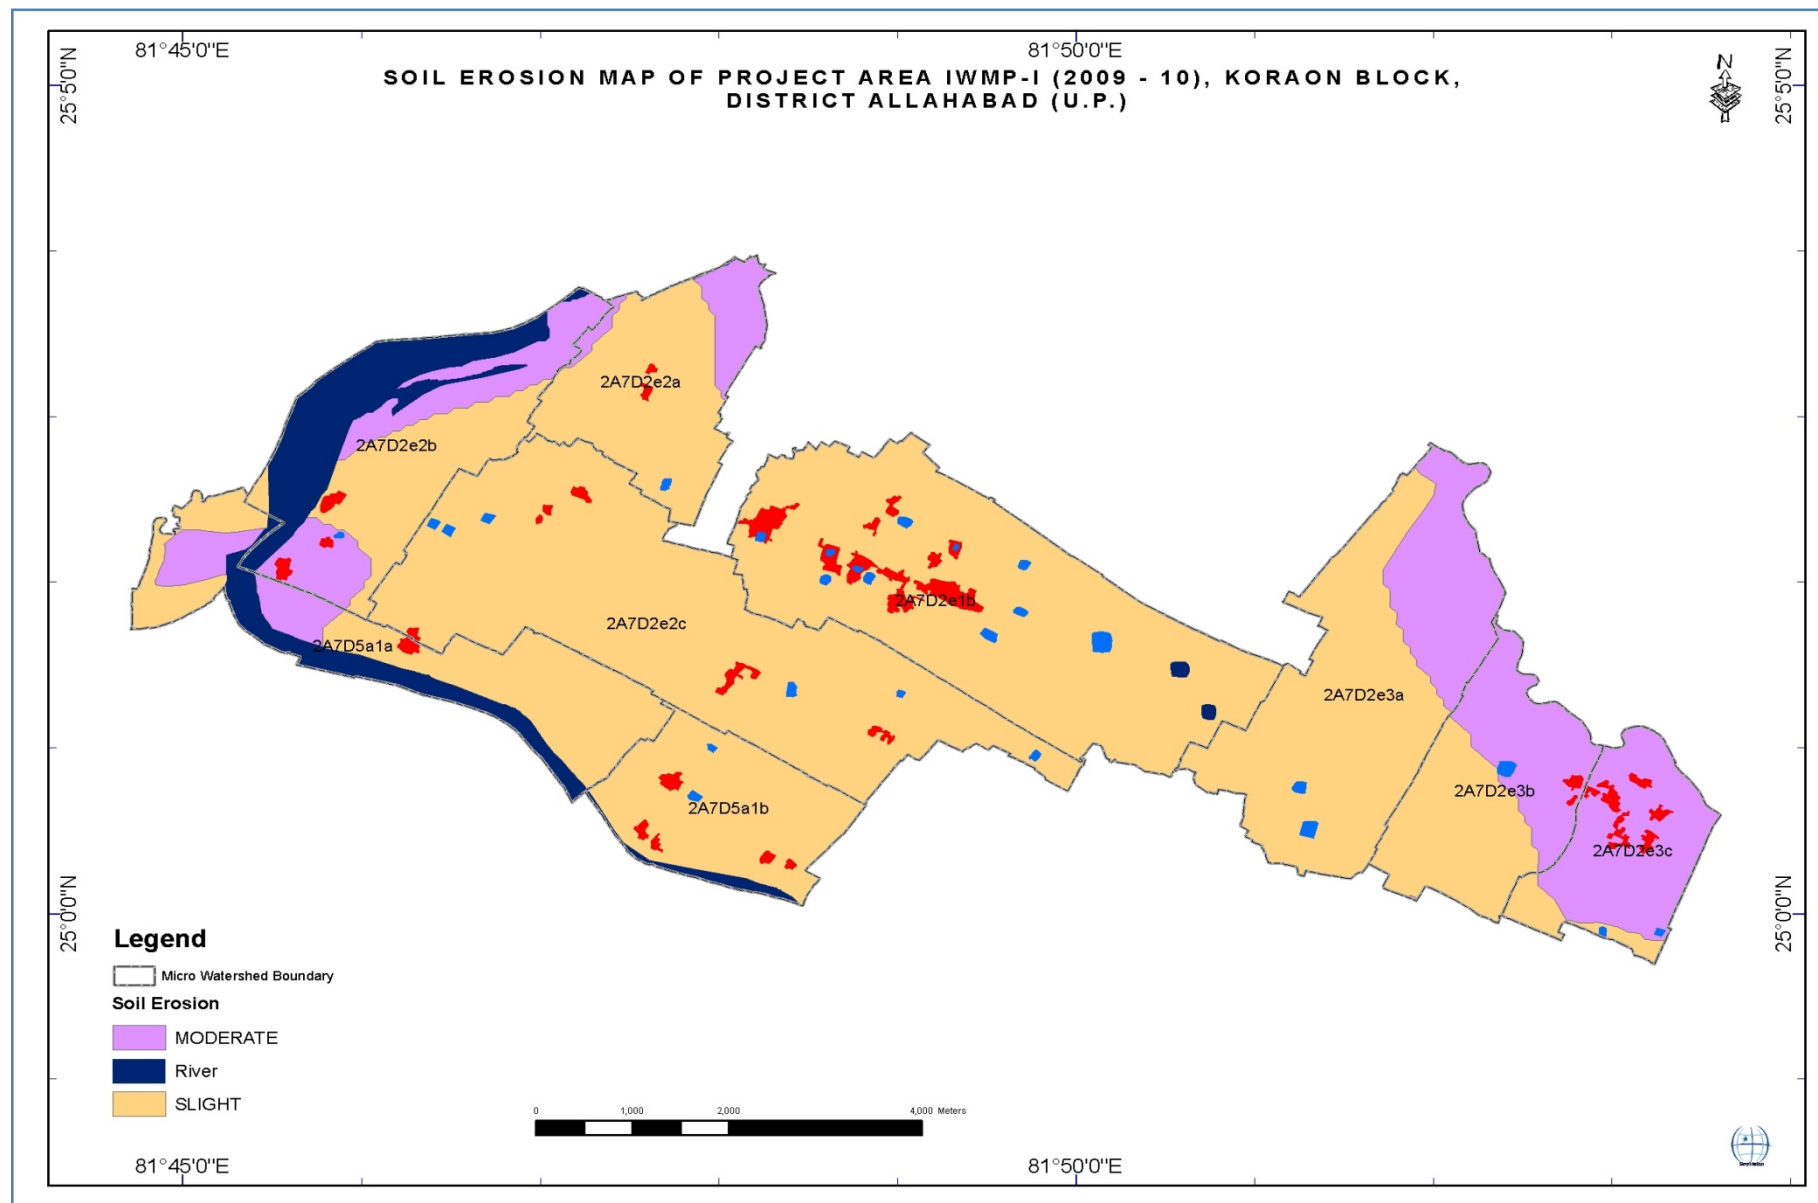 81°45'0"E
81°50'0"E
25°5'0"N
25°5'0"N
SOIL EROSION MAP OF PROJECT AREA IWMP-I (2009 - 10), KORAON BLOCK,
DISTRICT ALLAHABAD (U.P.)
N
2A7D2e2a
2A7D2e2b
2A7D2e1b
2A7D2e2c
2A7D5a1a
2A7D2e3a
2A7D2e3b
2A7D5a1b
2A7D2e3c
25°0'0"N
25°0'0"N
Legend
Micro Watershed Boundary
Soil Erosion
MODERATE
River
SLIGHT
0 1,000 2,000 4,000 Meters
81°45'0"E
81°50'0"E